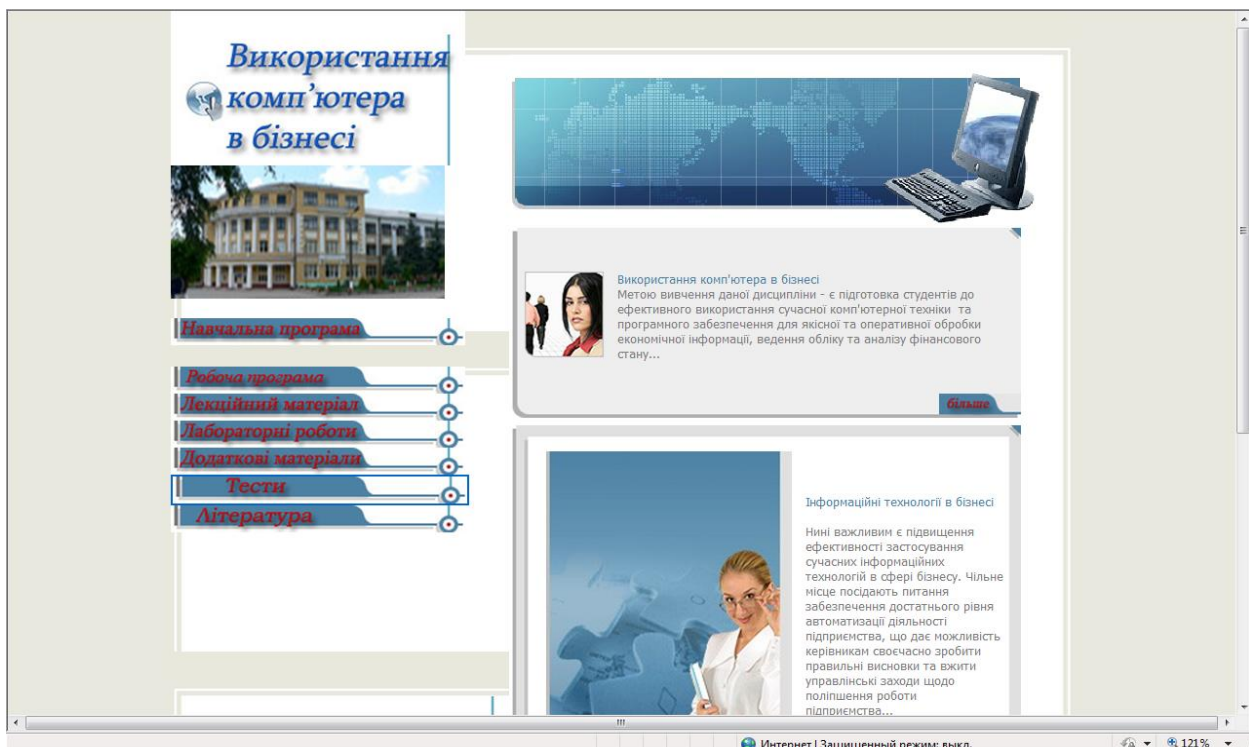 Використання
комп’ютера
в бізнесі
Навчальна програма
Робоча програма
Лекційний матеріал
Лабораторні роботи
Додаткові матеріали
Тести
Література
Використання комп'ютера в бізнесі
Метою вивчення даної дисципліни - є підготовка студентів до
ефективного використання сучасної комп'ютерної техніки та
програмного забезпечення для якісної та оперативної обробки
економічної інформації, ведення обліку та аналізу фінансового
стану...
більше
Інформаційні технології в бізнесі
Нині важливим є підвищення
ефективності застосування
сучасних інформаційних
технологій в сфері бізнесу. Чільне
місце посідають питання
забезпечення достатнього рівня
автоматизації діяльності
підприємства, що дає можливість
керівникам своєчасно зробити
правильні висновки та вжити
управлінські заходи щодо
поліпшення роботи
підприємства...
Интернет | Защищенный режим: выкл.
121%